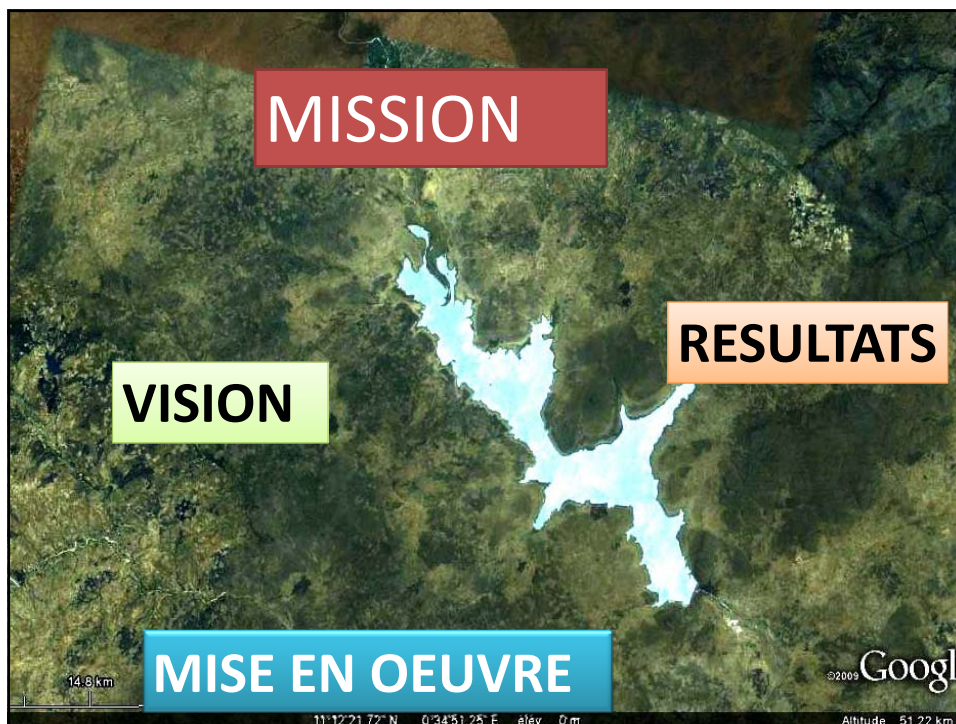 MISSION
RESULTATS
VISION
MISE EN OEUVRE
14.8 km
©2009 Googl
11°12'21.72" N 0°34'51.25" E élév. 0 m
Altitude 51.22 km